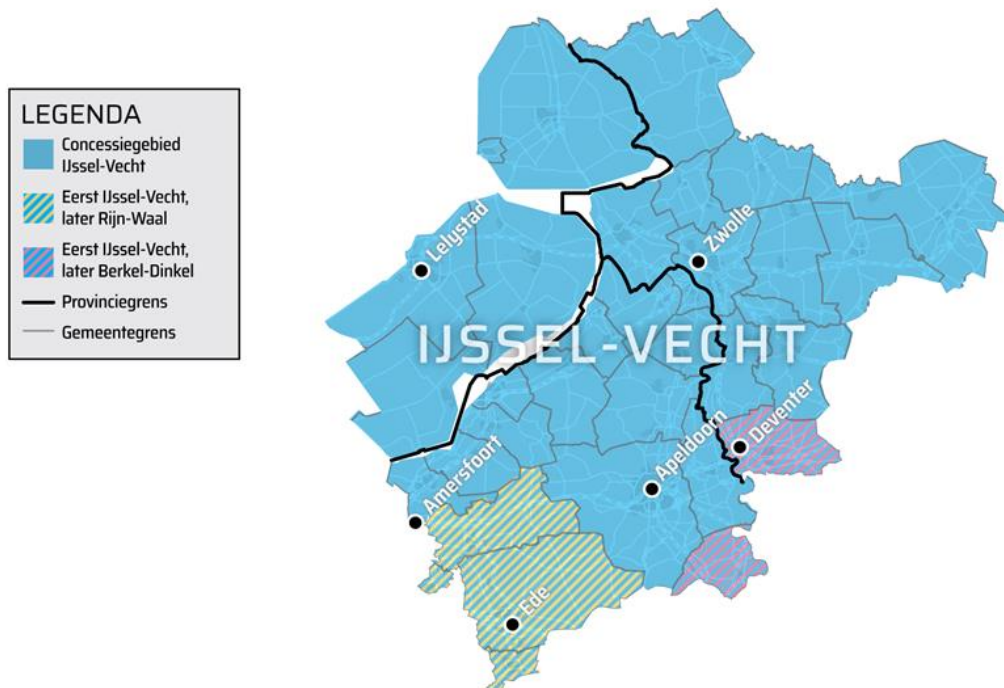 LEGENDA
Concessiegebied
IJssel-Vecht
Eerst IJssel-Vecht,
later Rijn-Waal
Eerst IJssel-Vecht,
later Berkel-Dinkel
Provinciegrens
Gemeentegrens
Lelystad
Zwolle
IJSSEL-VECHT
Deventer
Apeldoorn
Amersfoort
Ede